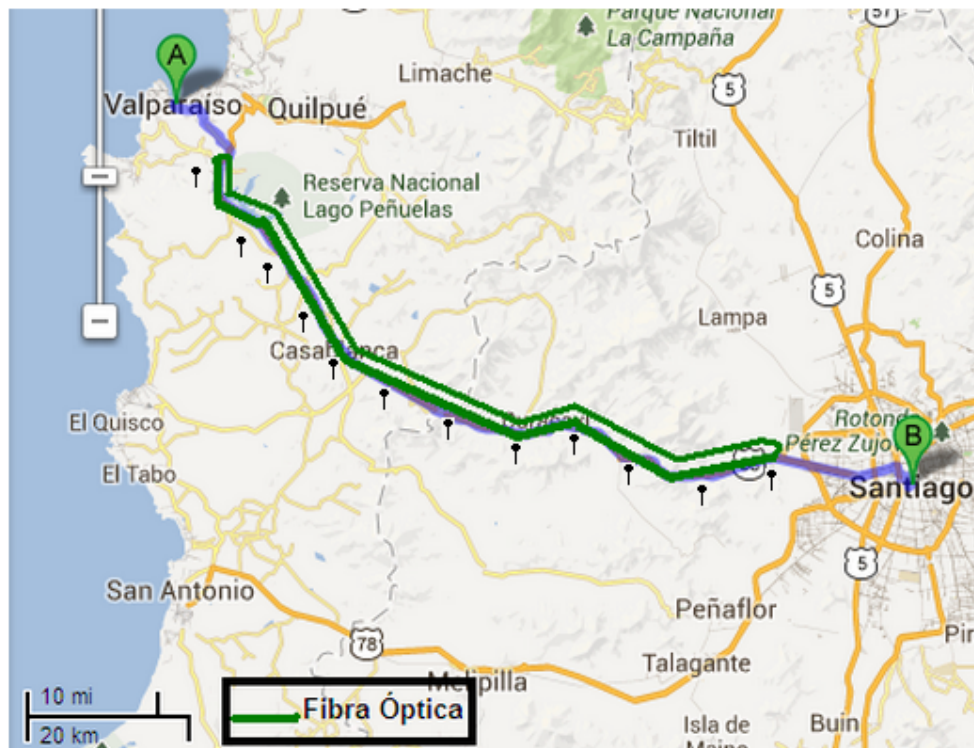 Parque Nacional
La Campaña
57
5
A
Limache
Valparaíso
Quilpué
Tiltil
Reserva Nacional
Lago Peñuelas
Colina
5
Lampa
Casablanca
El Quisco
Rotonda
Pérez Zujo
B
El Tabo
Santiago
5
San Antonio
Peñaflor
78
Talagante
Melipilla
10 mi
20 km
Fibra Óptica
Isla de
Buin
Pir